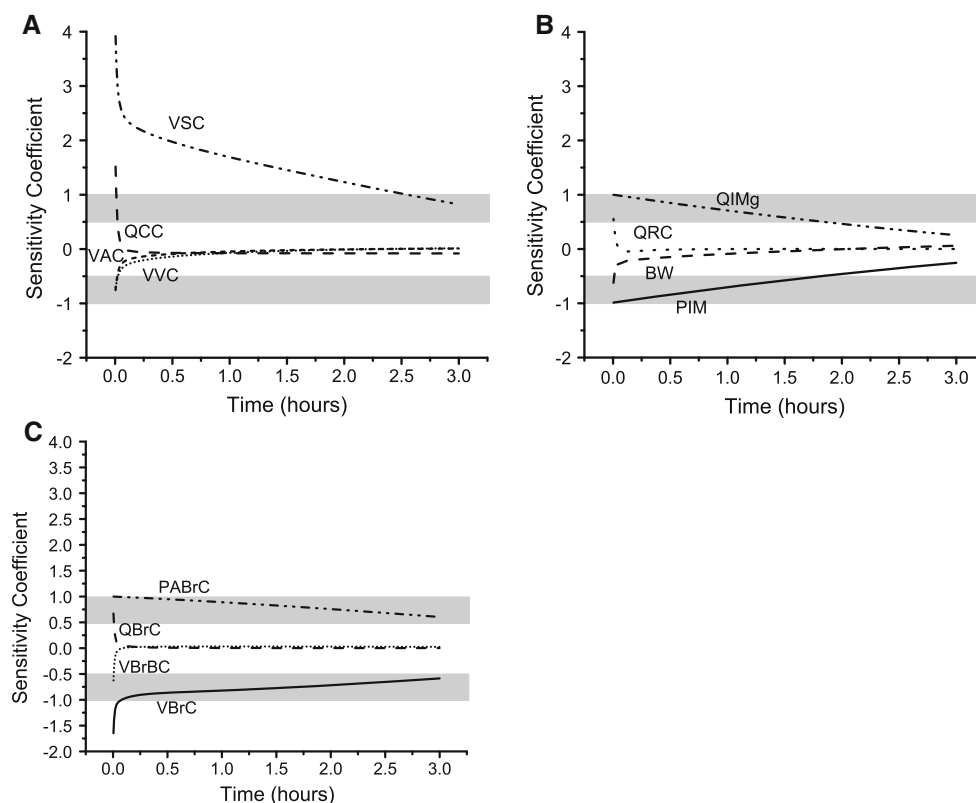 A
4
3
2
1
0
-1
-2
Sensitivity Coefficient
VSC
QCC
VAC
VVC
0.0 0.5 1.0 1.5 2.0 2.5 3.0
Time (hours)
B
4
3
2
1
0
-1
-2
Sensitivity Coefficient
QIMg
QRC
BW
PIM
0.0 0.5 1.0 1.5 2.0 2.5 3.0
Time (hours)
C
4.0
3.5
3.0
2.5
2.0
1.5
1.0
0.5
0.0
-0.5
-1.0
-1.5
-2.0
Sensitivity Coefficient
PABrC
QBrC
VBrBC
VBrC
0.0 0.5 1.0 1.5 2.0 2.5 3.0
Time (hours)